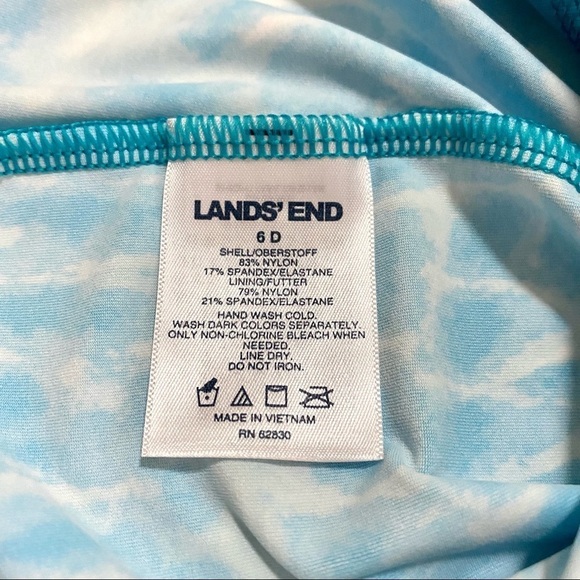 LANDS' END
6 D
SHELL/OBERSTOFF
83% NYLON
17% SPANDEX/ELASTANE
LINING/FUTTER
79% NYLON
21% SPANDEX/ELASTANE
HAND WASH COLD.
WASH DARK COLORS SEPARATELY.
ONLY NON-CHLORINE BLEACH WHEN
NEEDED.
LINE DRY.
DO NOT IRON.
MADE IN VIETNAM
RN 62830